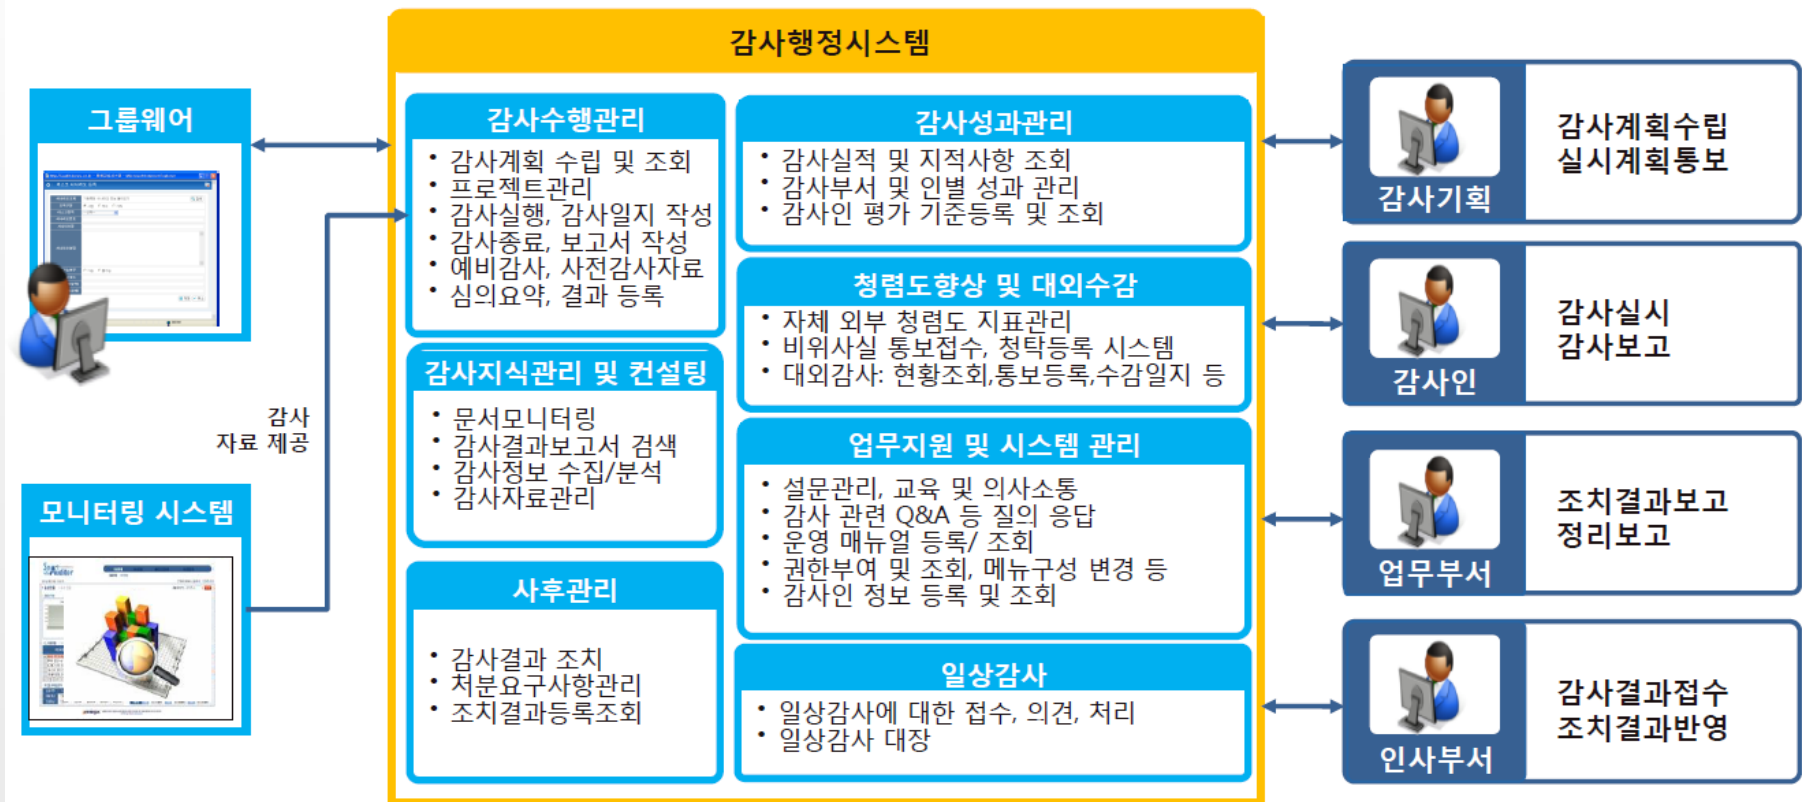 감사행정시스템
그룹웨어
감사
자료 제공
모니터링 시스템
감사수행관리
• 감사계획 수립 및 조회
• 프로젝트관리
• 감사실행, 감사일지 작성
• 감사종료, 보고서 작성
• 예비감사, 사전감사자료
• 심의요약, 결과 등록
감사지식관리 및 컨설팅
• 문서모니터링
• 감사결과보고서 검색
• 감사정보 수집/분석
• 감사자료관리
사후관리
• 감사결과 조치
• 처분요구사항관리
• 조치결과등록조회
감사성과관리
• 감사실적 및 지적사항 조회
• 감사부서 및 인별 성과 관리
• 감사인 평가 기준등록 및 조회
청렴도향상 및 대외수감
• 자체 외부 청렴도 지표관리
• 비위사실 통보접수, 청탁등록 시스템
• 대외감사: 현황조회,통보등록,수감일지 등
업무지원 및 시스템 관리
• 설문관리, 교육 및 의사소통
• 감사 관련 Q&A 등 질의 응답
• 운영 매뉴얼 등록/ 조회
• 권한부여 및 조회, 메뉴구성 변경 등
• 감사인 정보 등록 및 조회
일상감사
• 일상감사에 대한 접수, 의견, 처리
• 일상감사 대장
감사기획
감사계획수립
실시계획통보
감사인
감사실시
감사보고
업무부서
조치결과보고
정리보고
인사부서
감사결과접수
조치결과반영